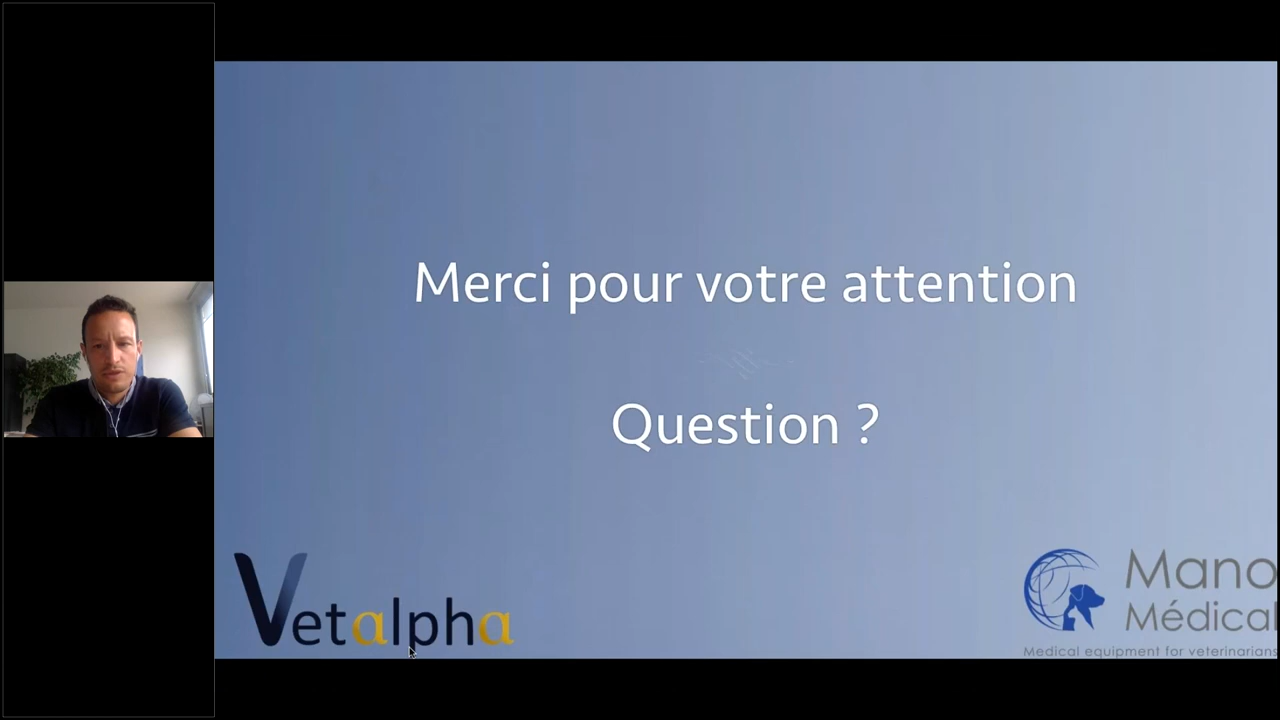 Merci pour votre attention
Question ?
Vetalpha
Mano
Médical
Medical equipment for veterinarians